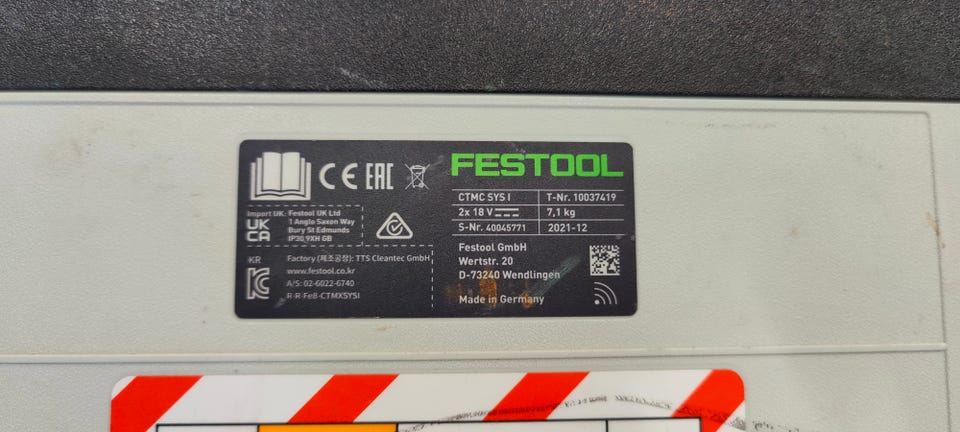 CE EAC
FESTOOL
CTMC SYS I T-Nr. 10037419
2x 18 V 7,1 kg
S-Nr. 40045771 2021-12
Import UK: Festool UK Ltd
1 Anglo Saxon Way
Bury St Edmunds
IP30 9XH GB
UK
CA
Festool GmbH
Wertstr. 20
D-73240 Wendlingen
Made in Germany
KR
Factory (제조공장): TTS Cleantec GmbH
www.festool.co.kr
A/S: 02-6022-6740
R-R-FeB-CTMXSYSI